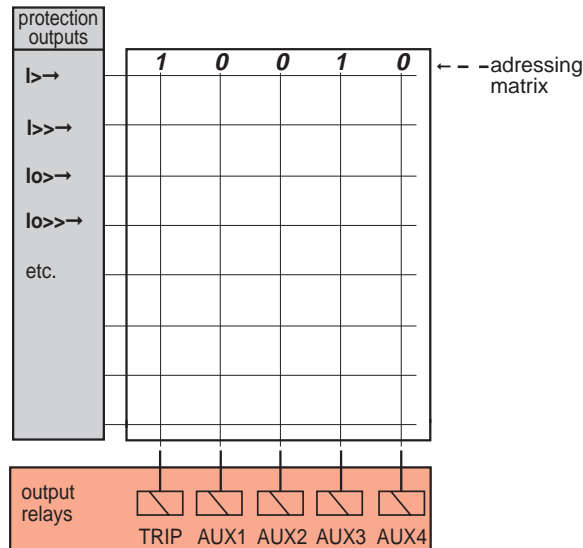 protection
outputs
1 0 0 1 0
adressing
matrix
I>→
I>>→
Io>→
Io>>→
etc.
output
relays
TRIP AUX1 AUX2 AUX3 AUX4